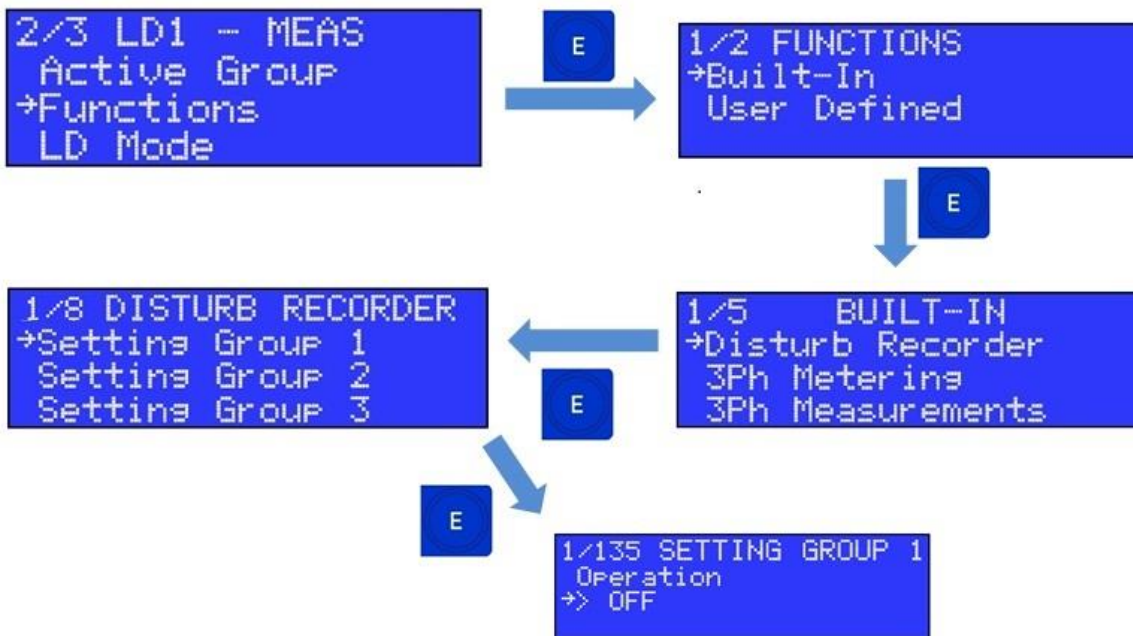 2/3 LD1 - MEAS
Active Group
→Functions
LD Mode
E
1/2 FUNCTIONS
→Built-In
User Defined
E
1/5 BUILT-IN
→Disturb Recorder
3Ph Metering
3Ph Measurements
E
1/8 DISTURB RECORDER
→Setting Group 1
Setting Group 2
Setting Group 3
E
1/135 SETTING GROUP 1
Operation
→> OFF